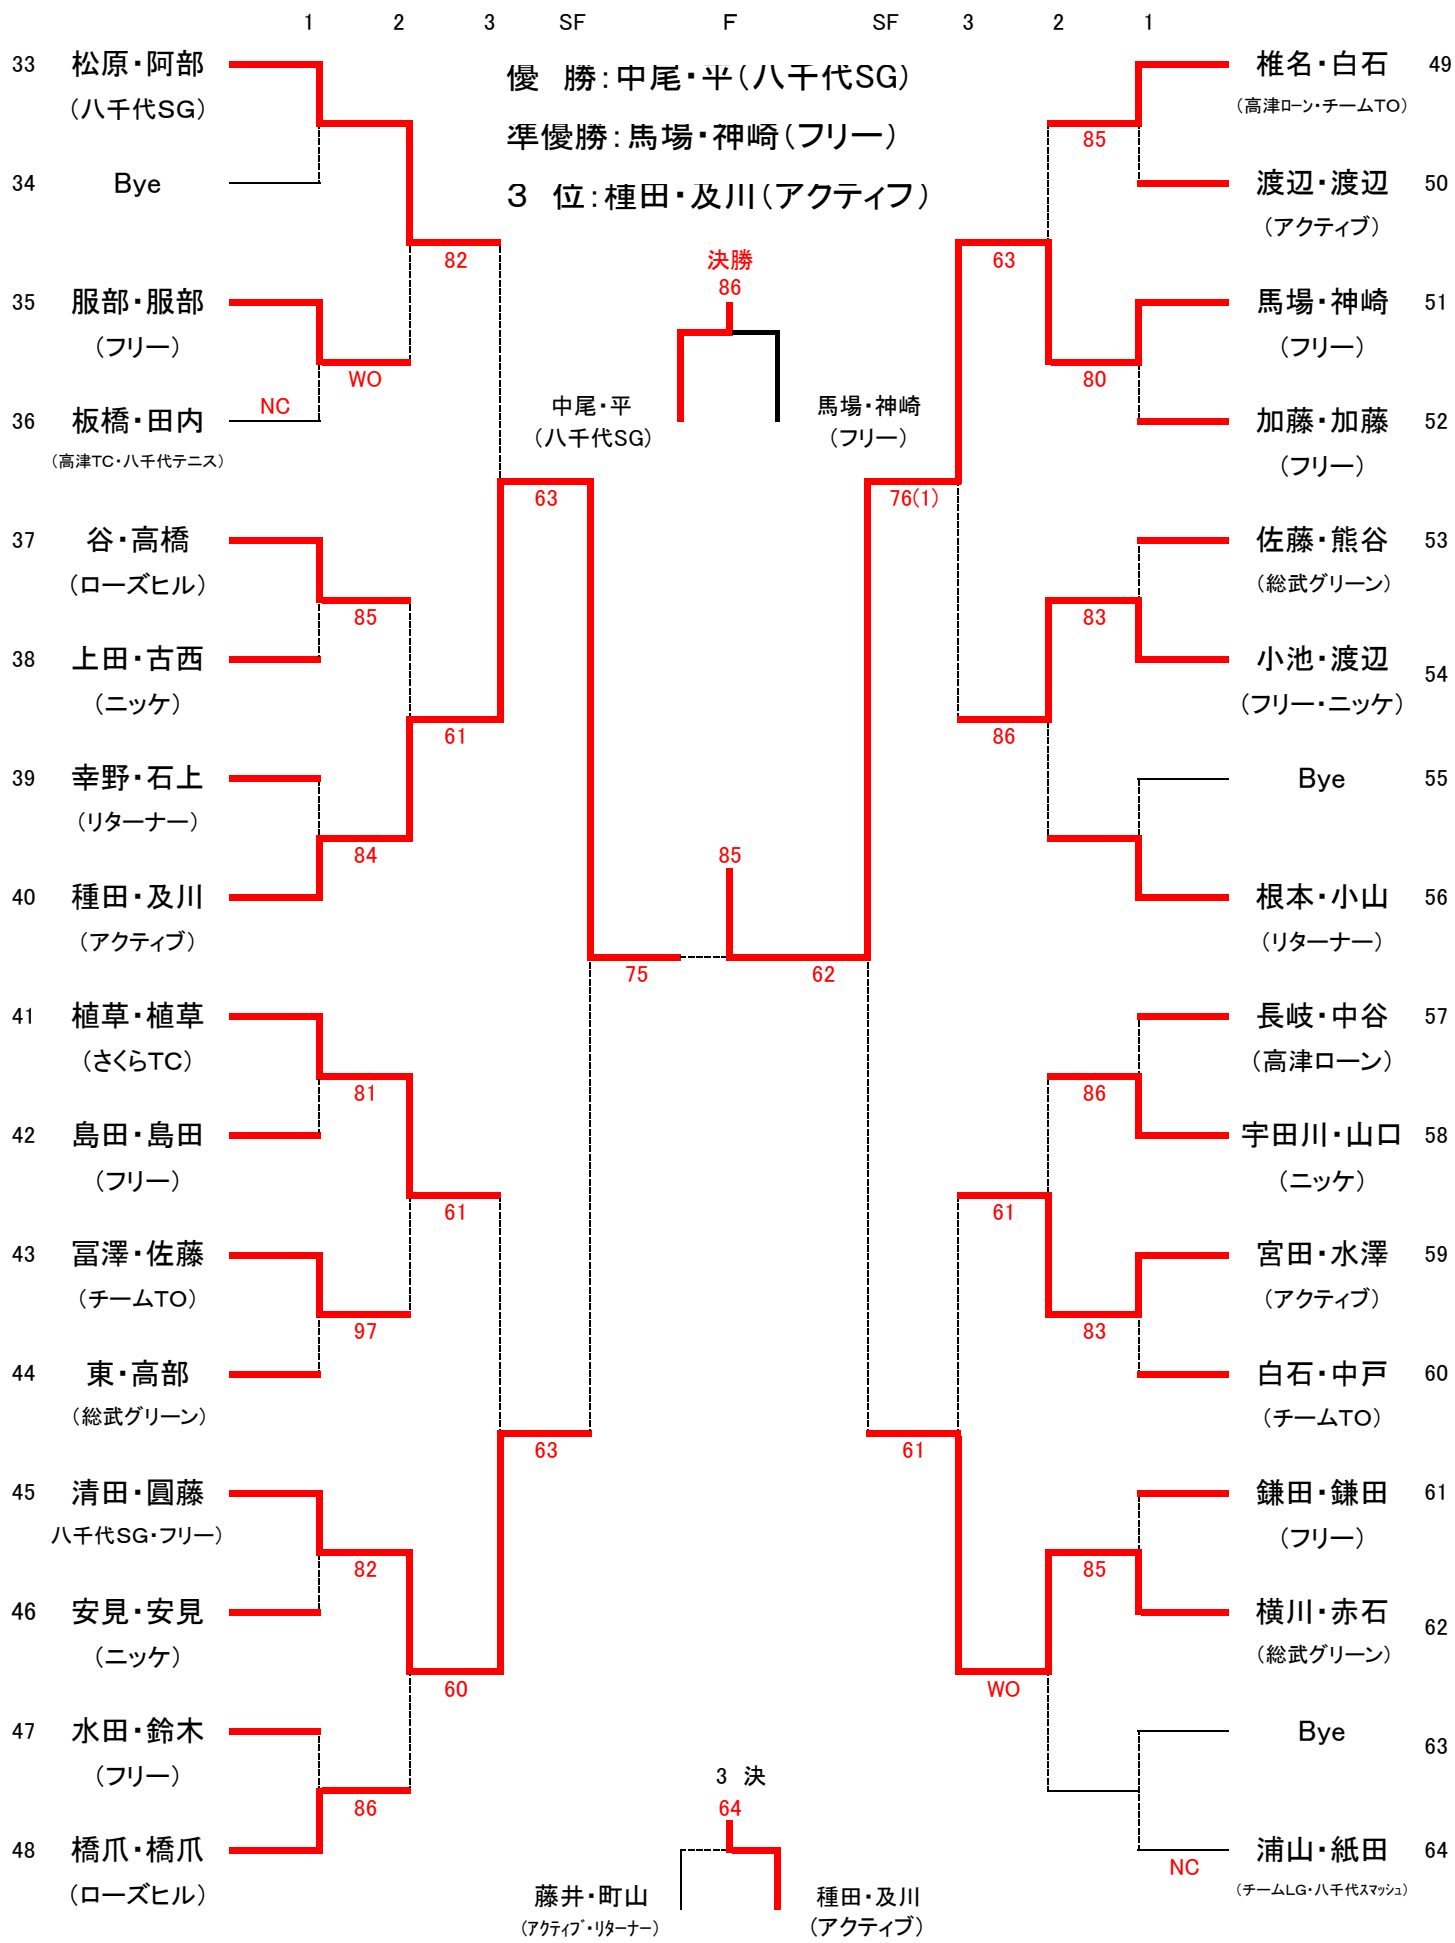 1 2 3 SF F SF 3 2 1
優 勝：中尾・平（八千代SG）
準優勝：馬場・神崎（フリー）
3 位：種田・及川（アクティブ）
33 松原・阿部
（八千代SG）
34 Bye
82
35 服部・服部
（フリー）
WO
NC
36 板橋・田内
（高津TC・八千代テニス）
63
37 谷・高橋
（ローズヒル）
85
38 上田・古西
（ニッケ）
61
39 幸野・石上
（リターナー）
84
40 種田・及川
（アクティブ）
75
41 植草・植草
（さくらTC）
81
42 島田・島田
（フリー）
61
43 冨澤・佐藤
（チームTO）
97
44 東・高部
（総武グリーン）
63
45 清田・圓藤
八千代SG・フリー）
82
46 安見・安見
（ニッケ）
60
47 水田・鈴木
（フリー）
86
48 橋爪・橋爪
（ローズヒル）
決勝
86
中尾・平
（八千代SG）
馬場・神崎
（フリー）
85
3 決
64
藤井・町山
（アクティブ・リターナー）
種田・及川
（アクティブ）
椎名・白石 49
（高津ローン・チームTO）
85
渡辺・渡辺 50
（アクティブ）
63
馬場・神崎 51
（フリー）
80
加藤・加藤 52
（フリー）
76(1)
佐藤・熊谷 53
（総武グリーン）
83
小池・渡辺 54
（フリー・ニッケ）
86
Bye 55
根本・小山 56
（リターナー）
62
長岐・中谷 57
（高津ローン）
86
宇田川・山口 58
（ニッケ）
61
宮田・水澤 59
（アクティブ）
83
白石・中戸 60
（チームTO）
61
鎌田・鎌田 61
（フリー）
85
横川・赤石 62
（総武グリーン）
WO
Bye 63
浦山・紙田 64
NC
（チームLG・八千代スマッシュ）